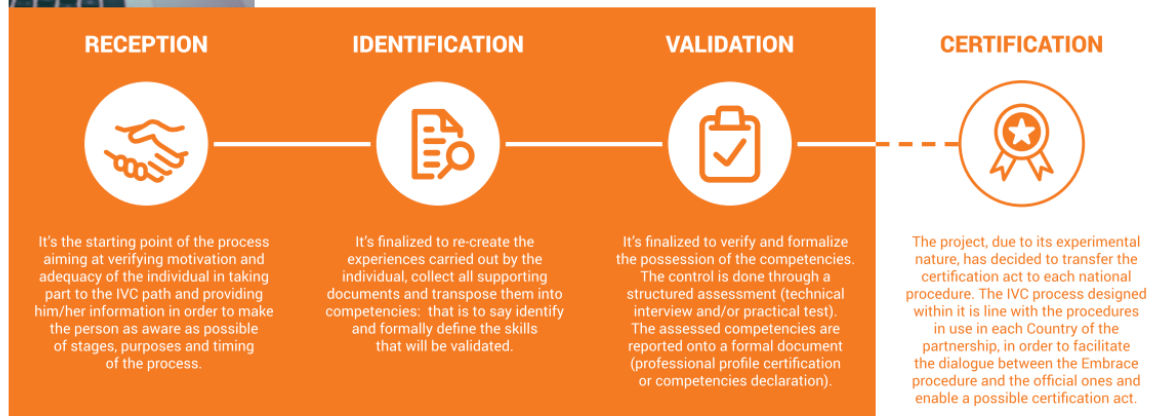 RECEPTION
It's the starting point of the process
aiming at verifying motivation and
adequacy of the individual in taking
part to the IVC path and providing
him/her information in order to make
the person as aware as possible
of stages, purposes and timing
of the process.
IDENTIFICATION
It's finalized to re-create the
experiences carried out by the
individual, collect all supporting
documents and transpose them into
competencies: that is to say identify
and formally define the skills
that will be validated.
VALIDATION
It's finalized to verify and formalize
the possession of the competencies.
The control is done through a
structured assessment (technical
interview and/or practical test).
The assessed competencies are
reported onto a formal document
(professional profile certification
or competencies declaration).
CERTIFICATION
The project, due to its experimental
nature, has decided to transfer the
certification act to each national
procedure. The IVC process designed
within it is line with the procedures
in use in each Country of the
partnership, in order to facilitate
the dialogue between the Embrace
procedure and the official ones and
enable a possible certification act.